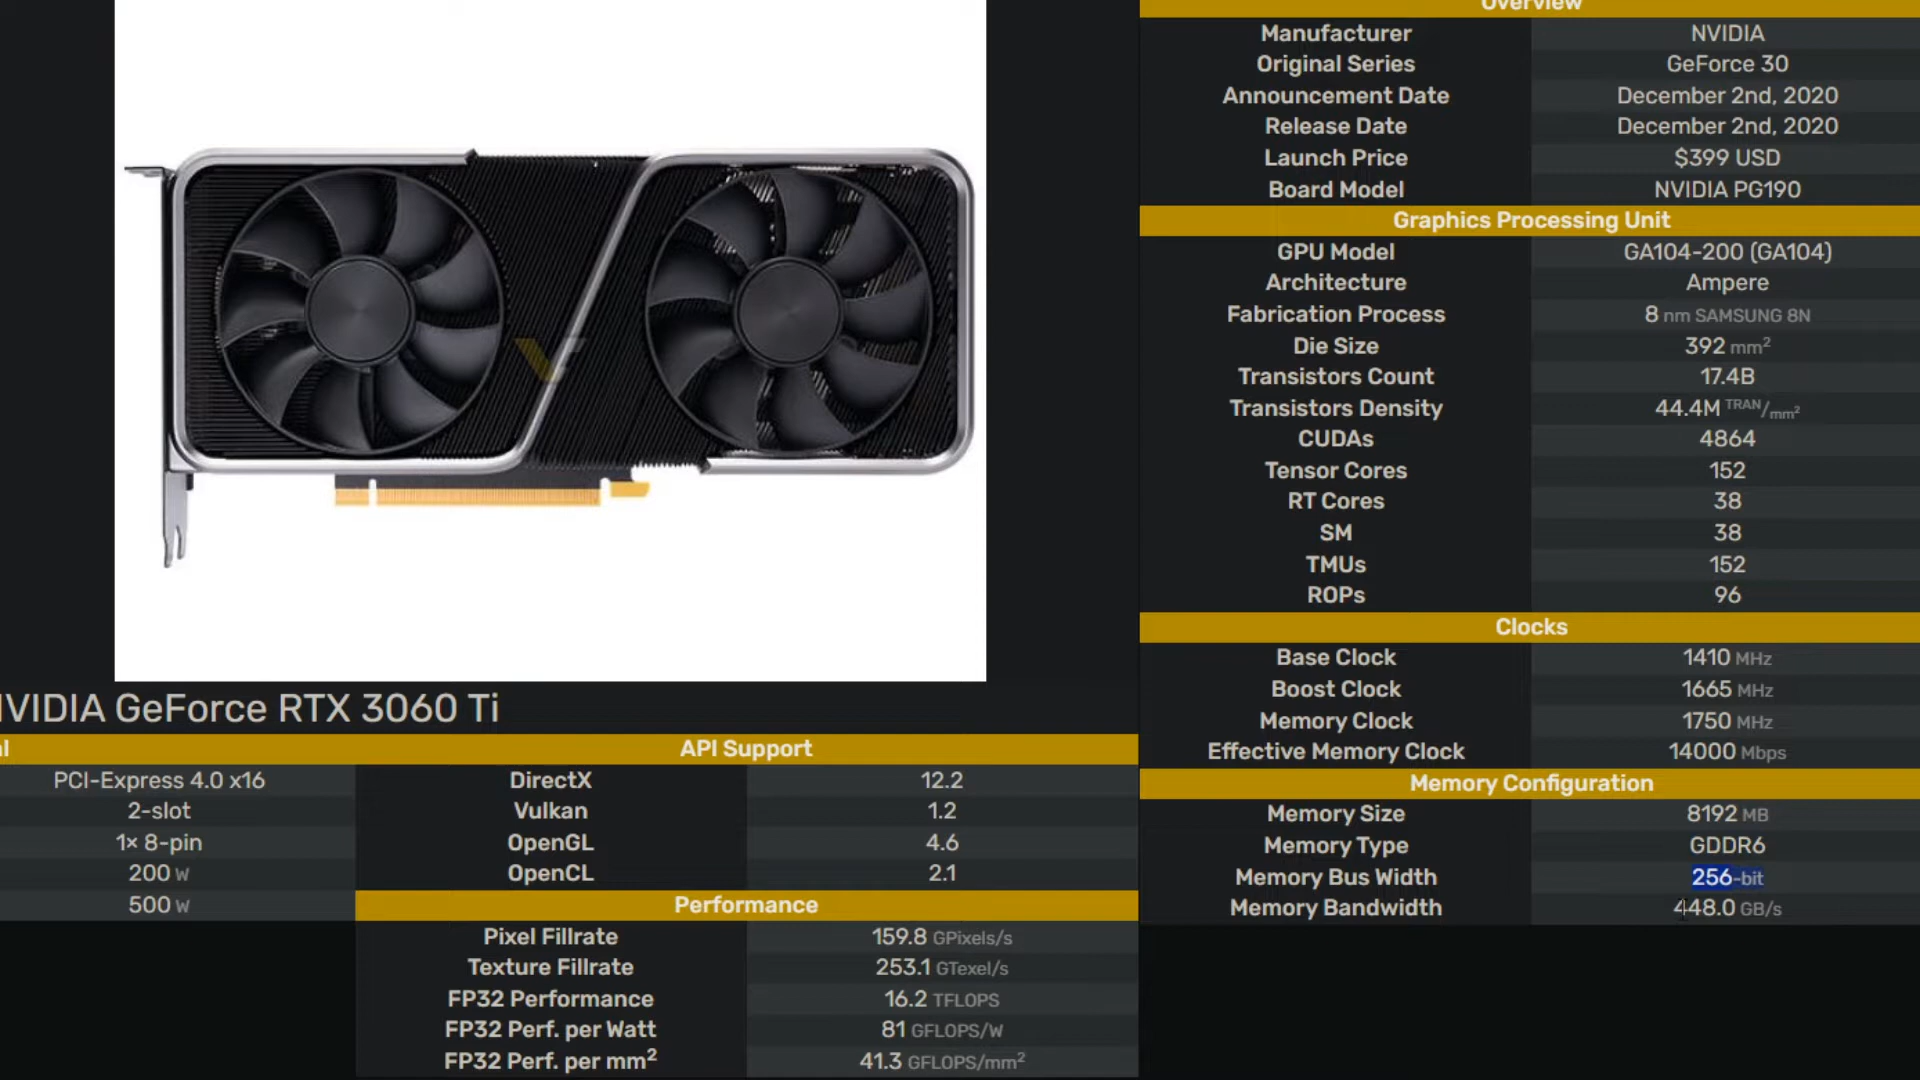 Overview
Manufacturer NVIDIA
Original Series GeForce 30
Announcement Date December 2nd, 2020
Release Date December 2nd, 2020
Launch Price $399 USD
Board Model NVIDIA PG190
Graphics Processing Unit
GPU Model GA104-200 (GA104)
Architecture Ampere
Fabrication Process 8 nm SAMSUNG 8N
Die Size 392 mm²
Transistors Count 17.4B
Transistors Density 44.4M TRAN/mm²
CUDAs 4864
Tensor Cores 152
RT Cores 38
SM 38
TMUs 152
ROPs 96
Clocks
Base Clock 1410 MHz
Boost Clock 1665 MHz
Memory Clock 1750 MHz
Effective Memory Clock 14000 Mbps
Memory Configuration
Memory Size 8192 MB
Memory Type GDDR6
Memory Bus Width 256-bit
Memory Bandwidth 448.0 GB/s
VIDIA GeForce RTX 3060 Ti
l
PCI-Express 4.0 x16
2-slot
1× 8-pin
200 W
500 W
API Support
DirectX 12.2
Vulkan 1.2
OpenGL 4.6
OpenCL 2.1
Performance
Pixel Fillrate 159.8 GPixels/s
Texture Fillrate 253.1 GTexel/s
FP32 Performance 16.2 TFLOPS
FP32 Perf. per Watt 81 GFLOPS/W
FP32 Perf. per mm² 41.3 GFLOPS/mm²